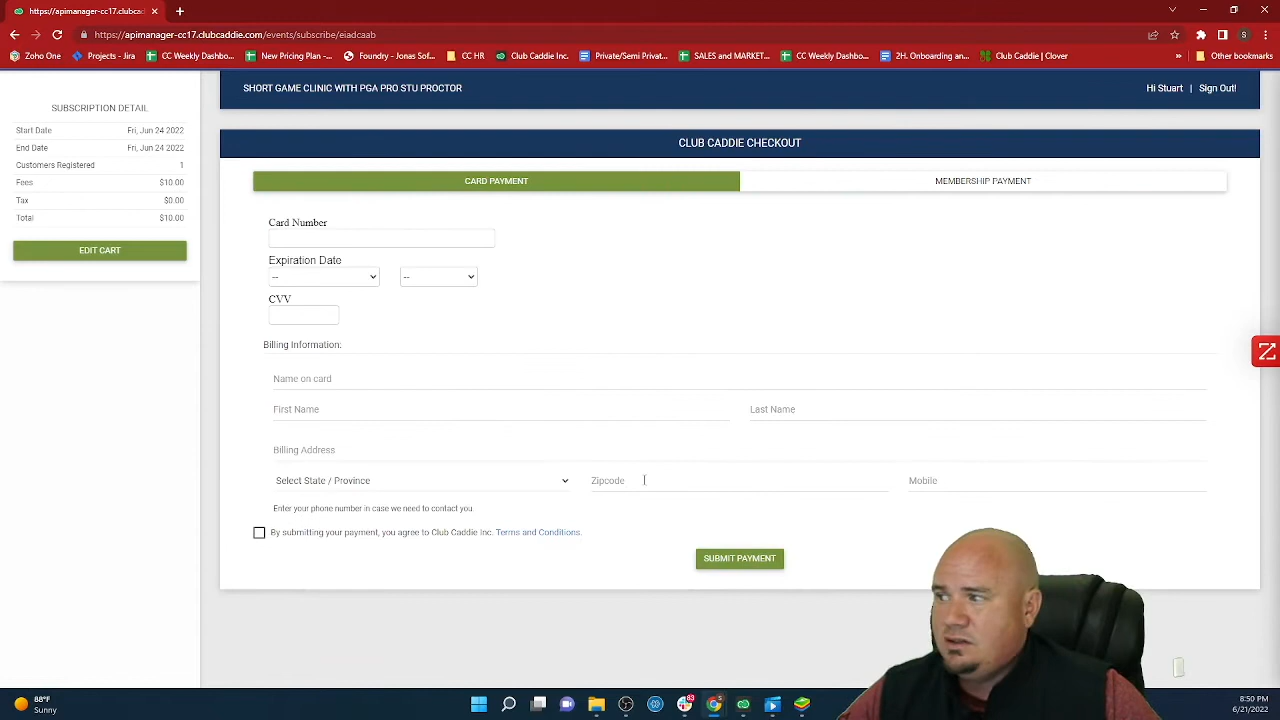 https://apimanager-cc17.clubcaddi
https://apimanager-cc17.clubcaddie.com/events/subscribe/eiadcaab
S
Zoho One
Projects - Jira
CC Weekly Dashbo...
New Pricing Plan -...
Foundry - Jonas Sof...
CC HR
Club Caddie Inc.
Private/Semi Privat...
SALES and MARKET...
CC Weekly Dashbo...
2H. Onboarding an...
Club Caddie | Clover
»
Other bookmarks
SUBSCRIPTION DETAIL
Start Date Fri, Jun 24 2022
End Date Fri, Jun 24 2022
Customers Registered 1
Fees $10.00
Tax $0.00
Total $10.00
EDIT CART
SHORT GAME CLINIC WITH PGA PRO STU PROCTOR
Hi Stuart | Sign Out!
CLUB CADDIE CHECKOUT
CARD PAYMENT
MEMBERSHIP PAYMENT
Card Number
Expiration Date
-- --
CVV
Billing Information:
Name on card
First Name Last Name
Billing Address
Select State / Province Zipcode Mobile
Enter your phone number in case we need to contact you
By submitting your payment, you agree to Club Caddie Inc. Terms and Conditions.
SUBMIT PAYMENT
88°F
Sunny
83
8:50 PM
6/21/2022